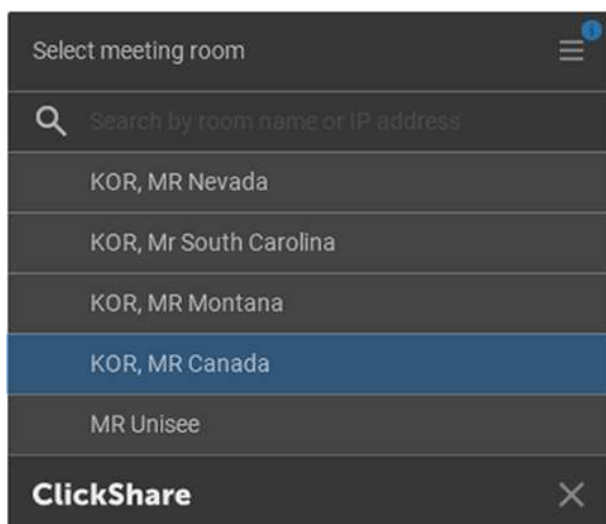 Select meeting room
i
Search by room name or IP address
KOR, MR Nevada
KOR, Mr South Carolina
KOR, MR Montana
KOR, MR Canada
MR Unisee
ClickShare